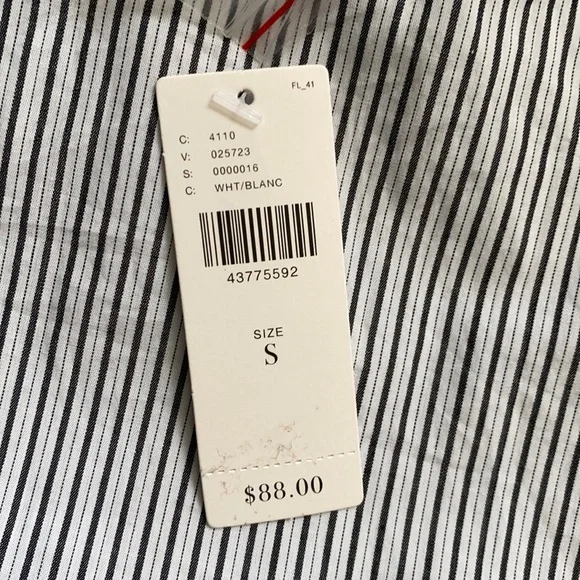 FL_41
C: 4110
V: 025723
S: 0000016
C: WHT/BLANC
43775592
SIZE
S
$88.00